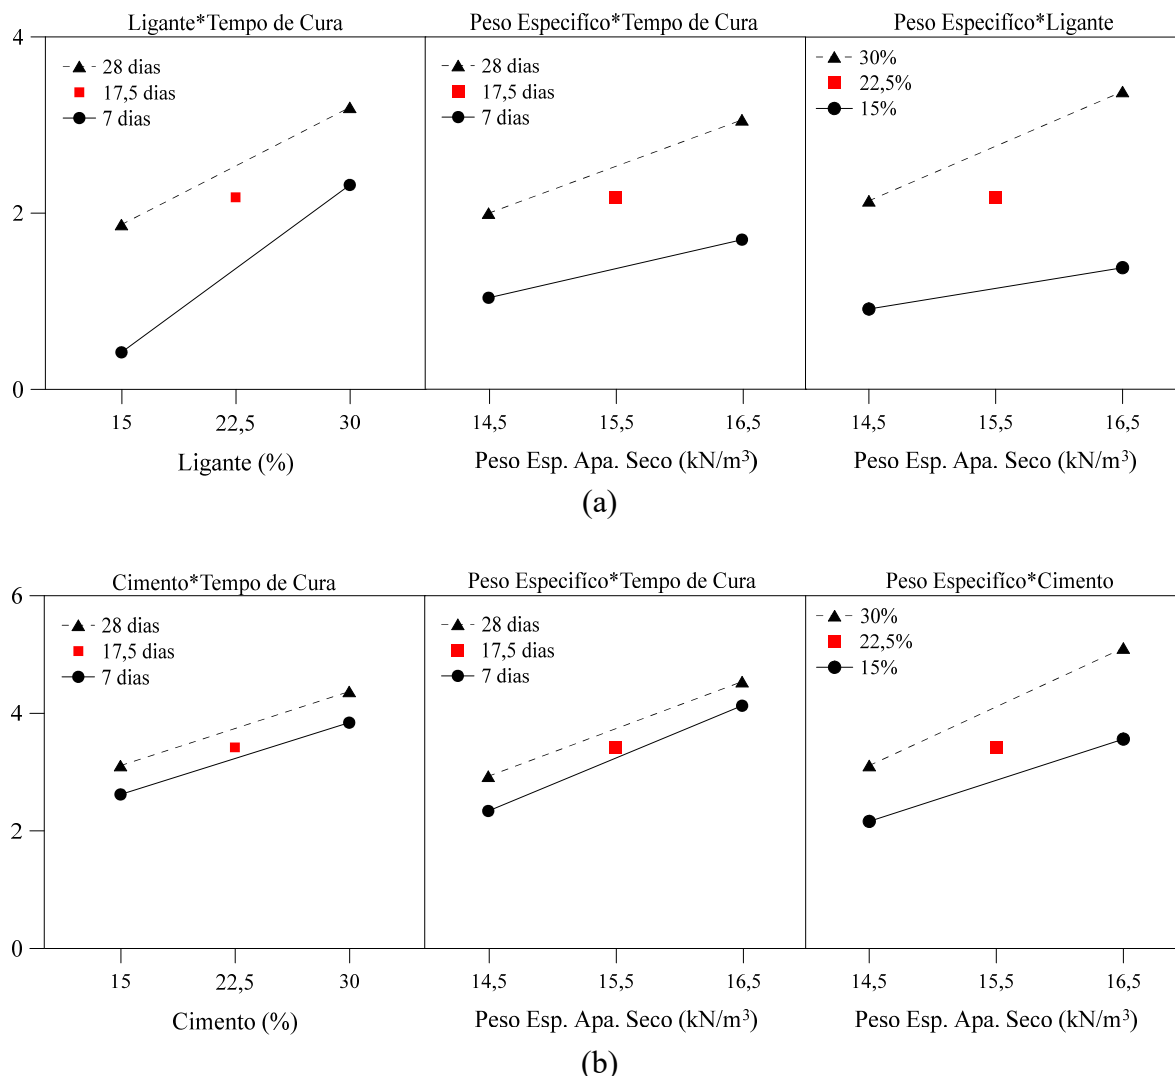 Ligante*Tempo de Cura
Peso Especifíco*Tempo de Cura
Peso Especifíco*Ligante
4
2
0
28 dias
17,5 dias
7 dias
28 dias
17,5 dias
7 dias
30%
22,5%
15%
15
22,5
30
14,5
15,5
16,5
14,5
15,5
16,5
Ligante (%)
Peso Esp. Apa. Seco (kN/m³)
Peso Esp. Apa. Seco (kN/m³)
(a)
Cimento*Tempo de Cura
Peso Especifíco*Tempo de Cura
Peso Especifíco*Cimento
6
4
2
0
28 dias
17,5 dias
7 dias
28 dias
17,5 dias
7 dias
30%
22,5%
15%
15
22,5
30
14,5
15,5
16,5
14,5
15,5
16,5
Cimento (%)
Peso Esp. Apa. Seco (kN/m³)
Peso Esp. Apa. Seco (kN/m³)
(b)